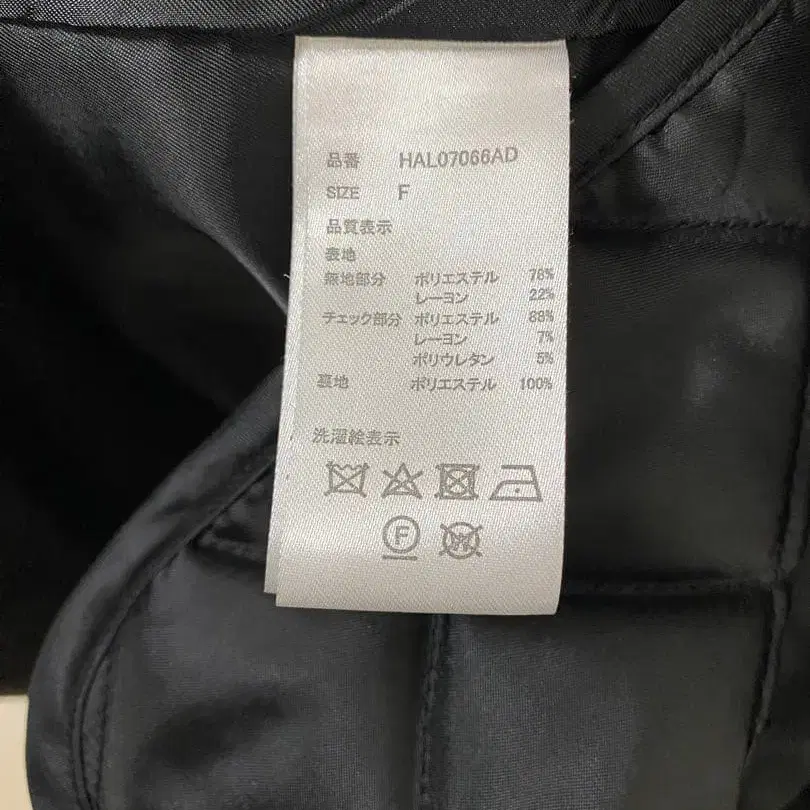 品番 HAL07066AD
SIZE F
品質表示
表地
無地部分 ポリエステル 78%
レーヨン 22%
チェック部分 ポリエステル 88%
レーヨン 7%
ポリウレタン 5%
裏地 ポリエステル 100%
洗濯絵表示
F
W